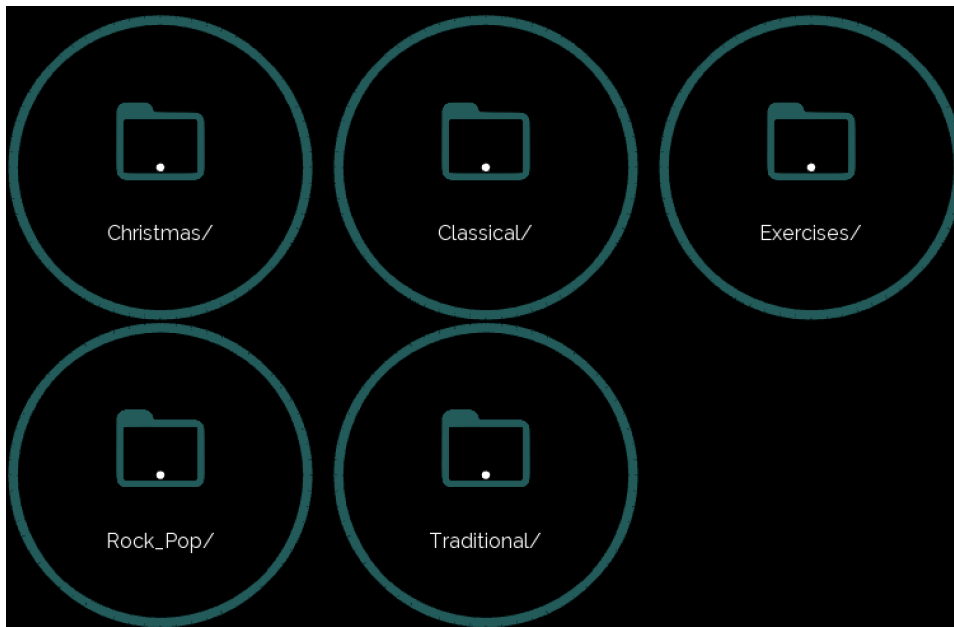 Christmas/
Classical/
Exercises/
Rock_Pop/
Traditional/